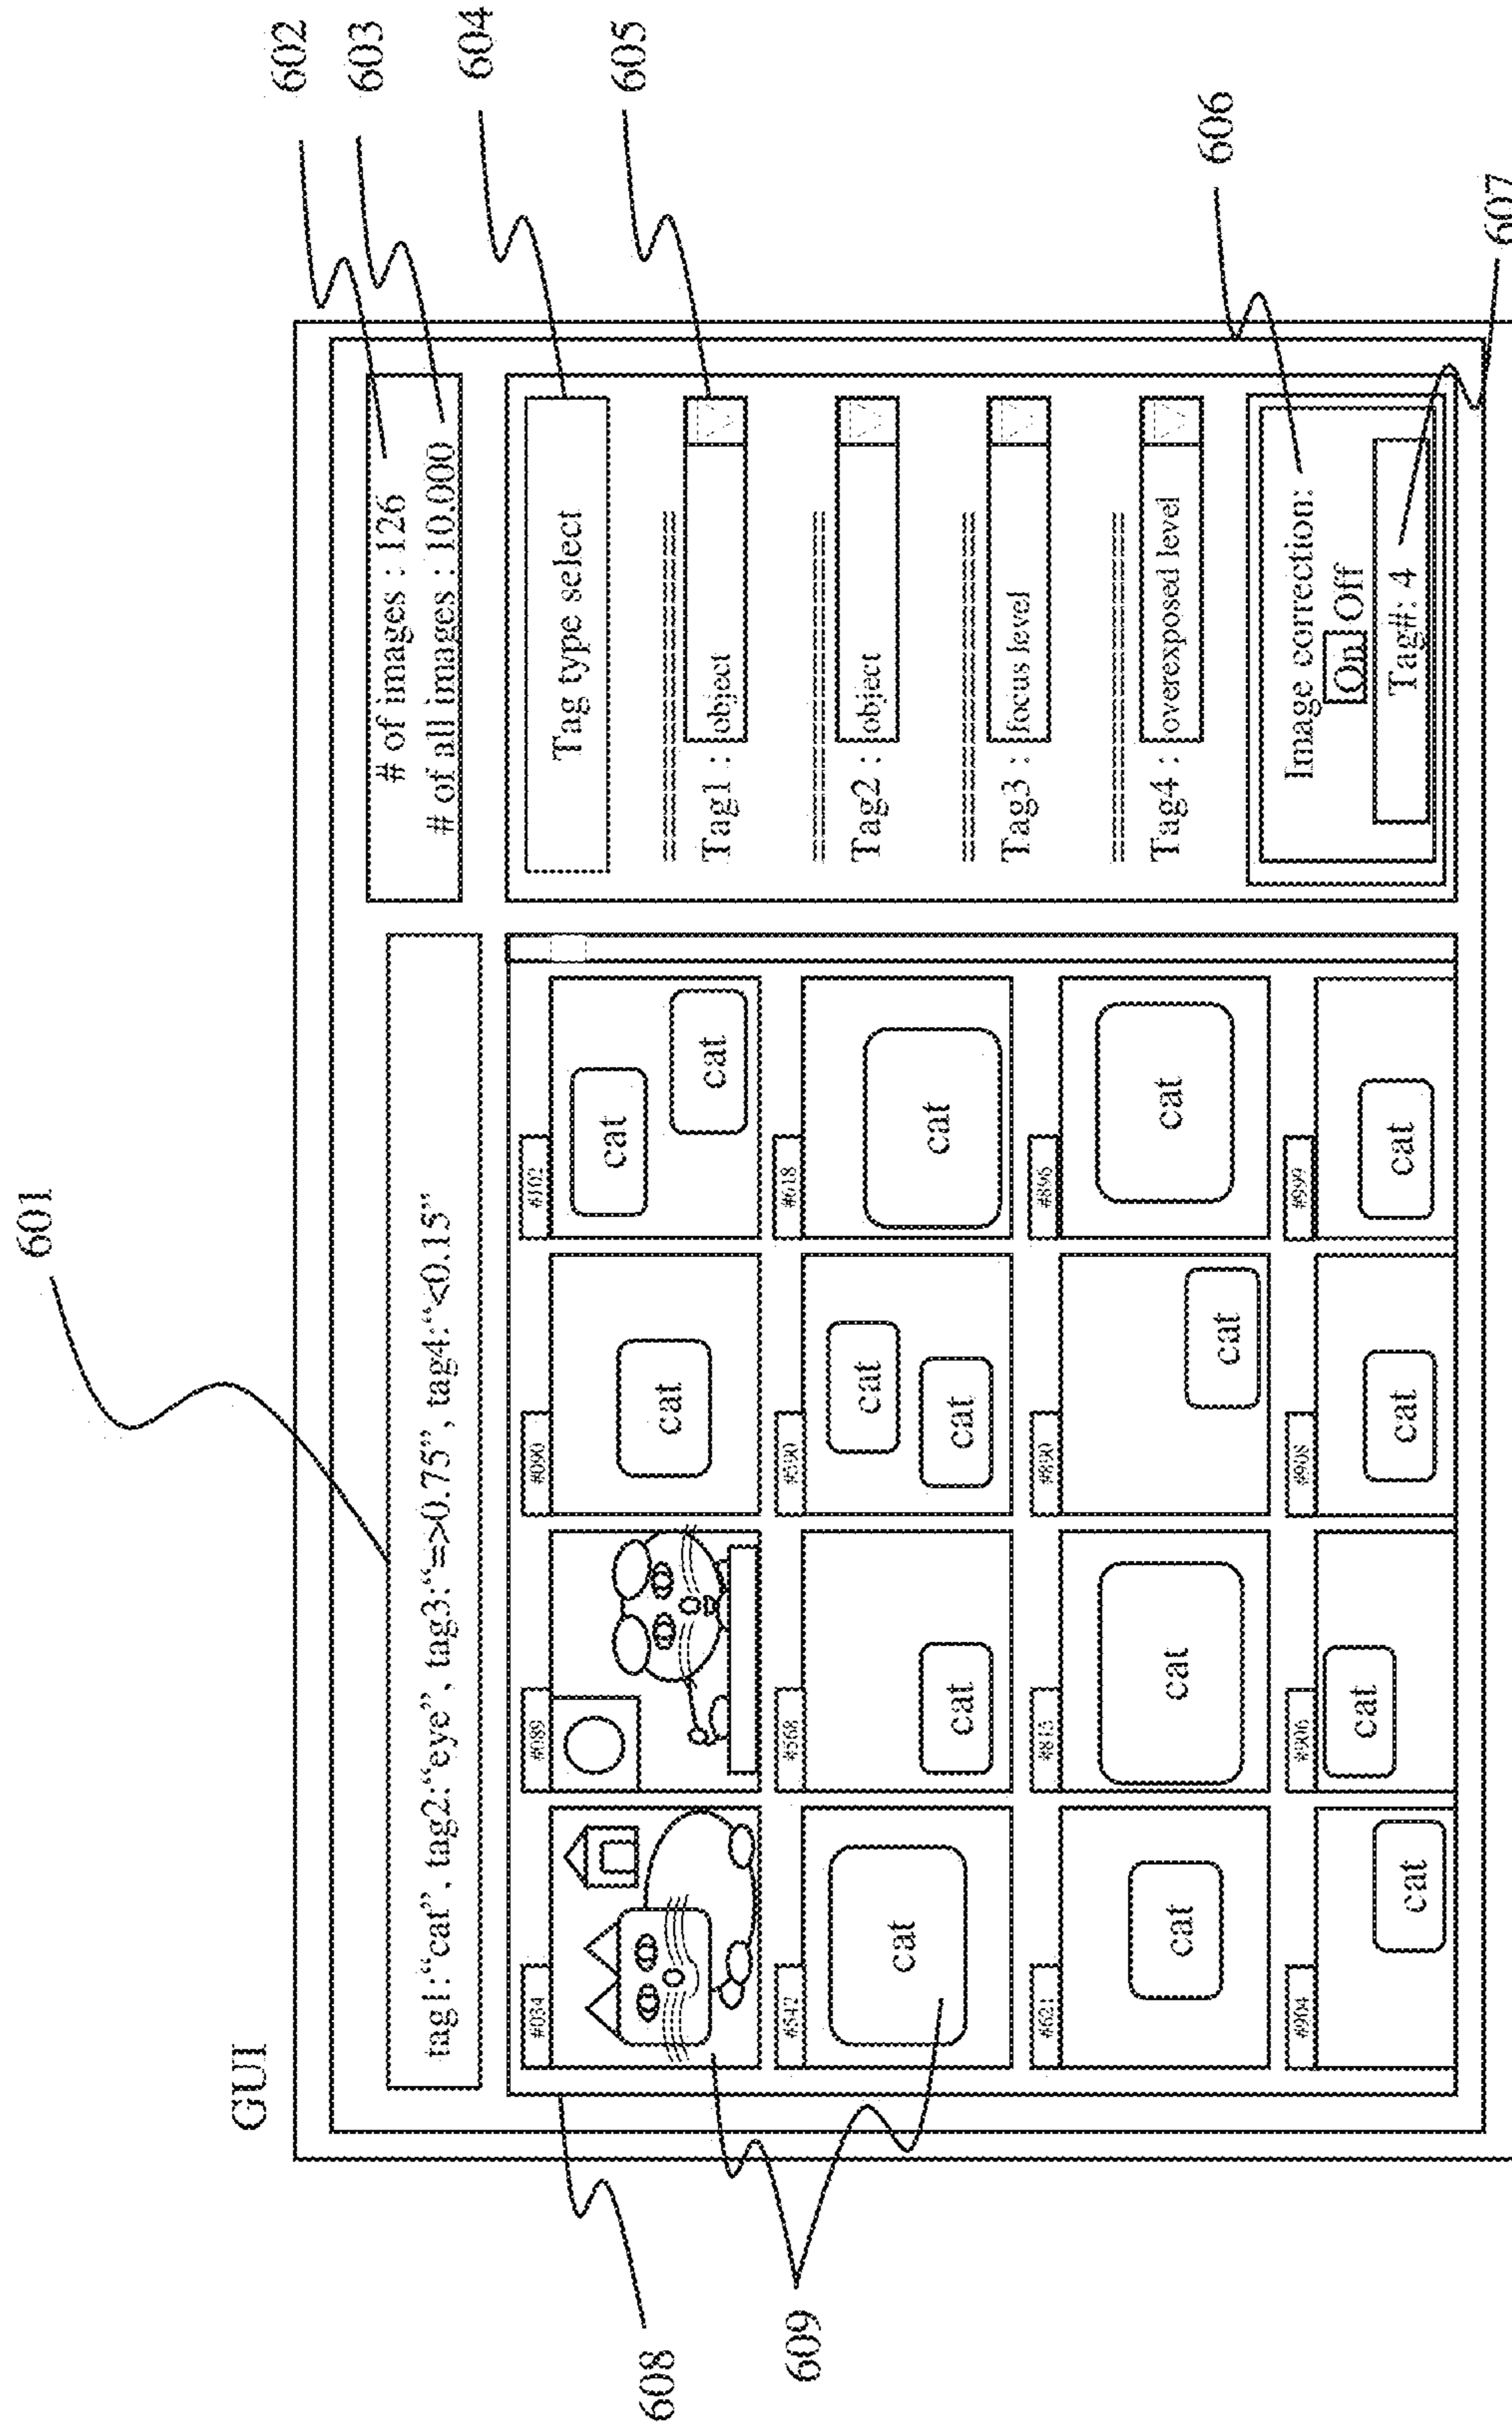 GUI
601
tag1:“cat”, tag2:“eye”, tag3:“=>0.75”, tag4:“<0.15”
# of images : 126
# of all images : 10.000
602
603
604
605
Tag type select
Tag1 : object
Tag2 : object
Tag3 : focus level
Tag4 : overexposed level
Image correction:
On Off
Tag#: 4
606
607
608
609
#034
#089
#090
#102
cat
cat
cat
#542
#568
#590
#618
cat
cat
cat
cat
cat
#621
#815
#890
#896
cat
cat
cat
cat
#904
#906
#908
#999
cat
cat
cat
cat